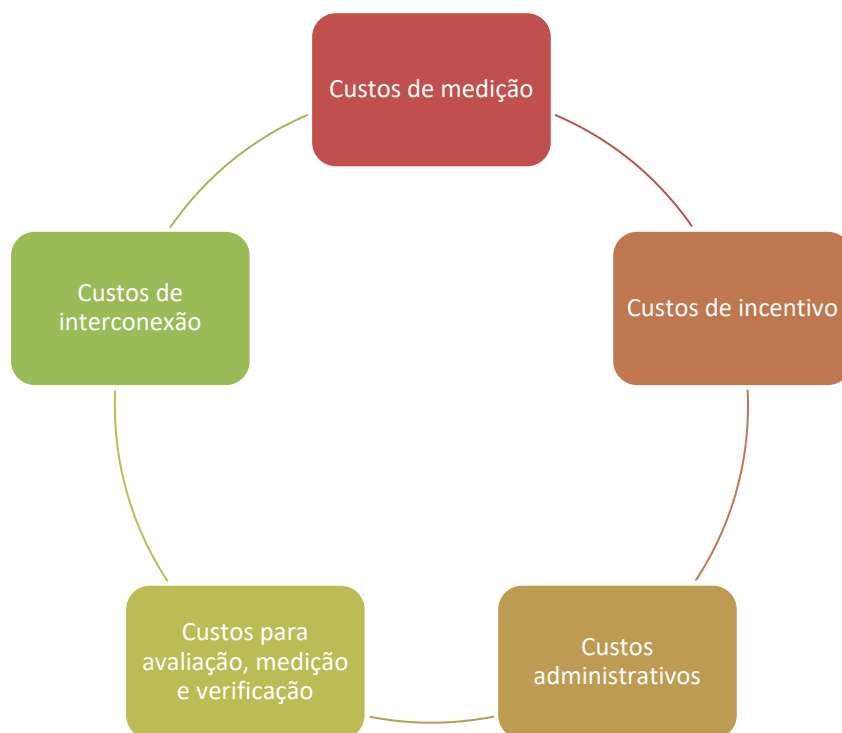 Custos de medição
Custos de incentivo
Custos
administrativos
Custos para
avaliação, medição
e verificação
Custos de
interconexão